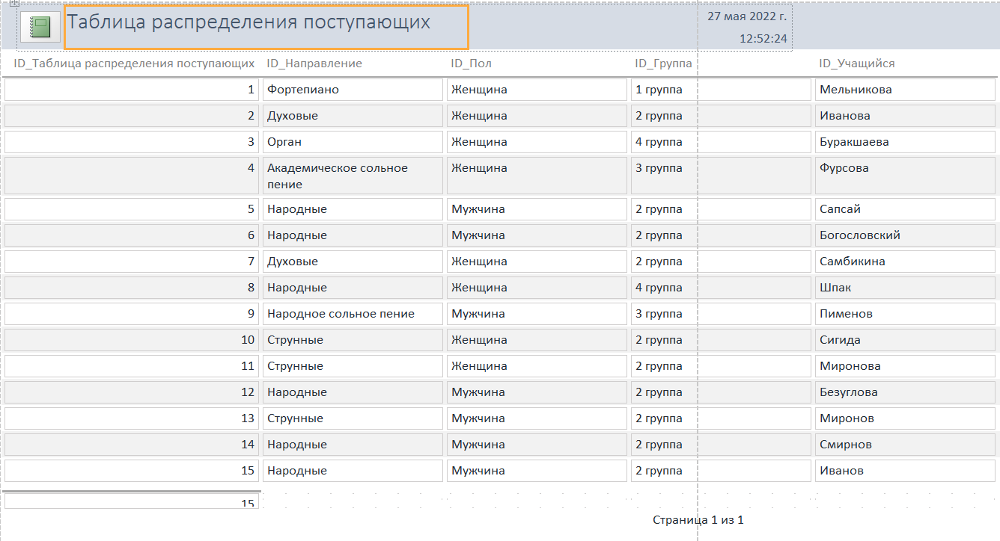 Таблица распределения поступающих
27 мая 2022 г.
12:52:24
ID_Таблица распределения поступающих ID_Направление ID_Пол ID_Группа ID_Учащийся
1 Фортепиано Женщина 1 группа Мельникова
2 Духовые Женщина 2 группа Иванова
3 Орган Женщина 4 группа Буракшаева
4 Академическое сольное Женщина 3 группа Фурсова
пение
5 Народные Мужчина 2 группа Сапсай
6 Народные Мужчина 2 группа Богословский
7 Духовые Женщина 2 группа Самбикина
8 Народные Женщина 4 группа Шпак
9 Народное сольное пение Мужчина 3 группа Пименов
10 Струнные Женщина 2 группа Сигида
11 Струнные Женщина 2 группа Миронова
12 Народные Мужчина 2 группа Безуглова
13 Струнные Мужчина 2 группа Миронов
14 Народные Мужчина 2 группа Смирнов
15 Народные Мужчина 2 группа Иванов
15
Страница 1 из 1